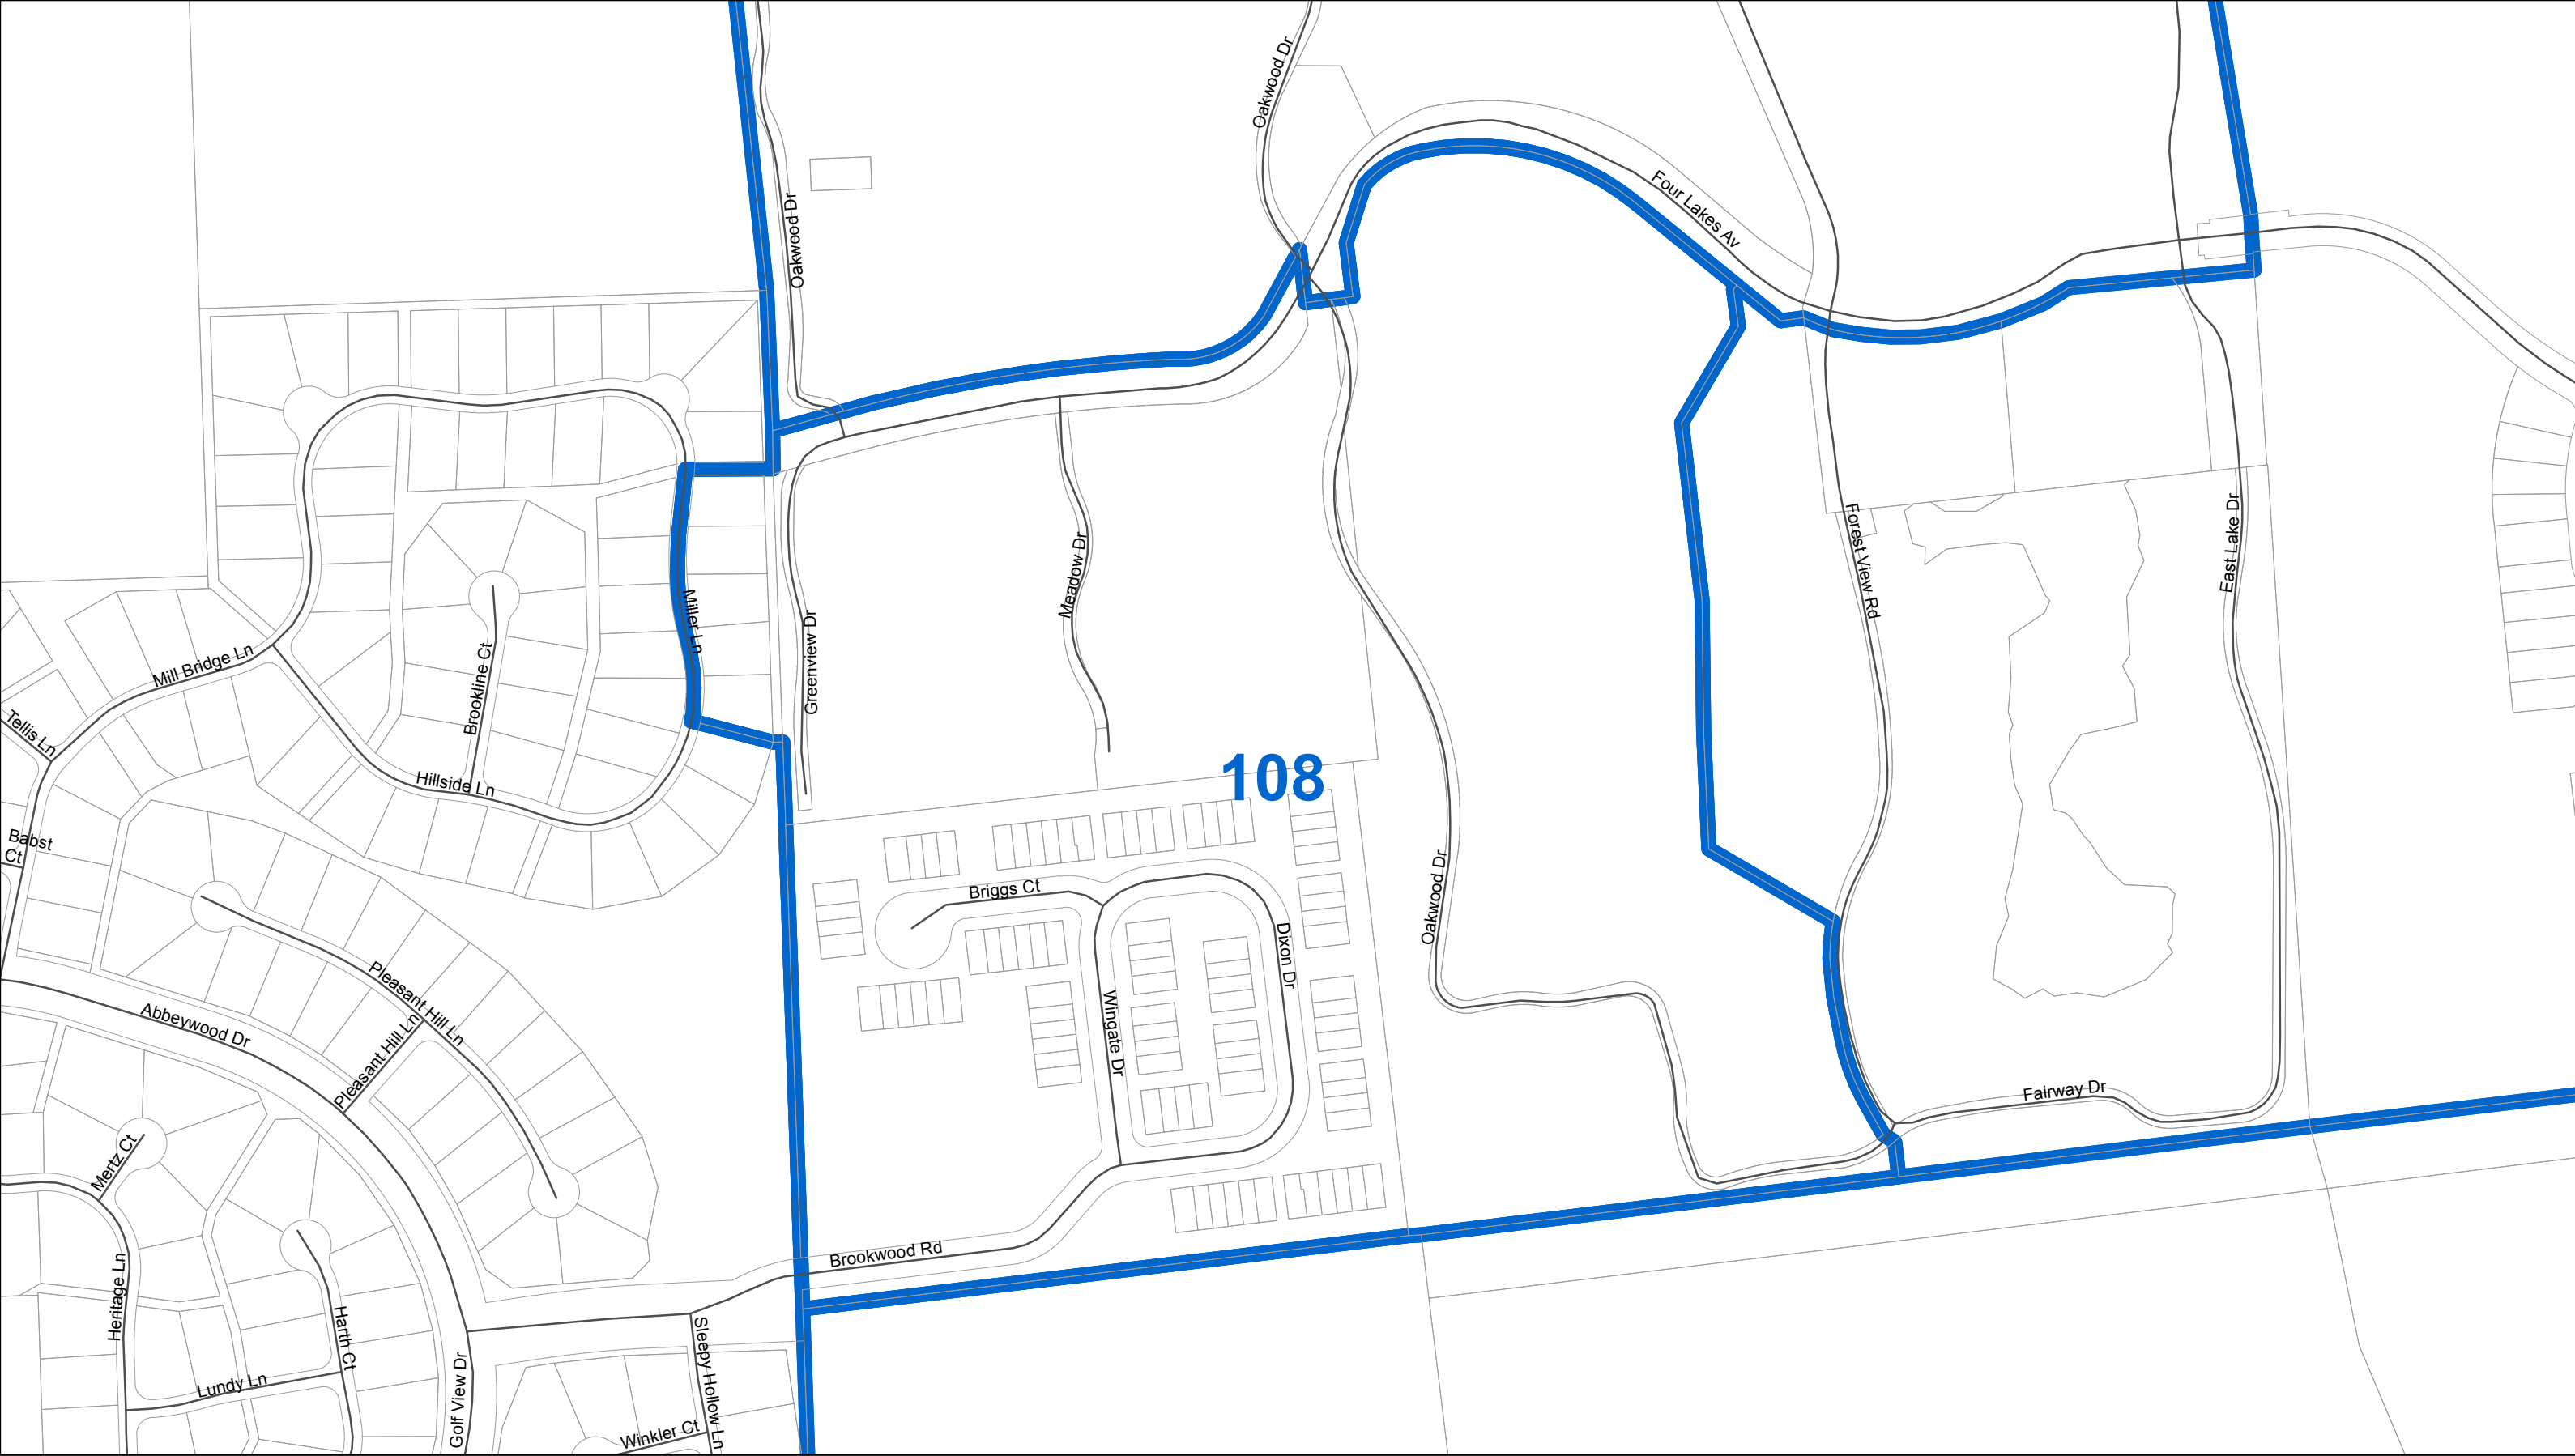 Oakwood Dr
Oakwood Dr
Four Lakes Av
Forest View Rd
East Lake Dr
Meadow Dr
Miller Ln
Greenview Dr
Brookline Ct
Mill Bridge Ln
Tellis Ln
Hillside Ln
108
Babst
Ct
Briggs Ct
Oakwood Dr
Dixon Dr
Wingate Dr
Pleasant Hill Ln
Abbeywood Dr
Pleasant Hill Ln
Fairway Dr
Mertz Ct
Brookwood Rd
Heritage Ln
Harth Ct
Sleepy Hollow Ln
Lundy Ln
Golf View Dr
Winkler Ct